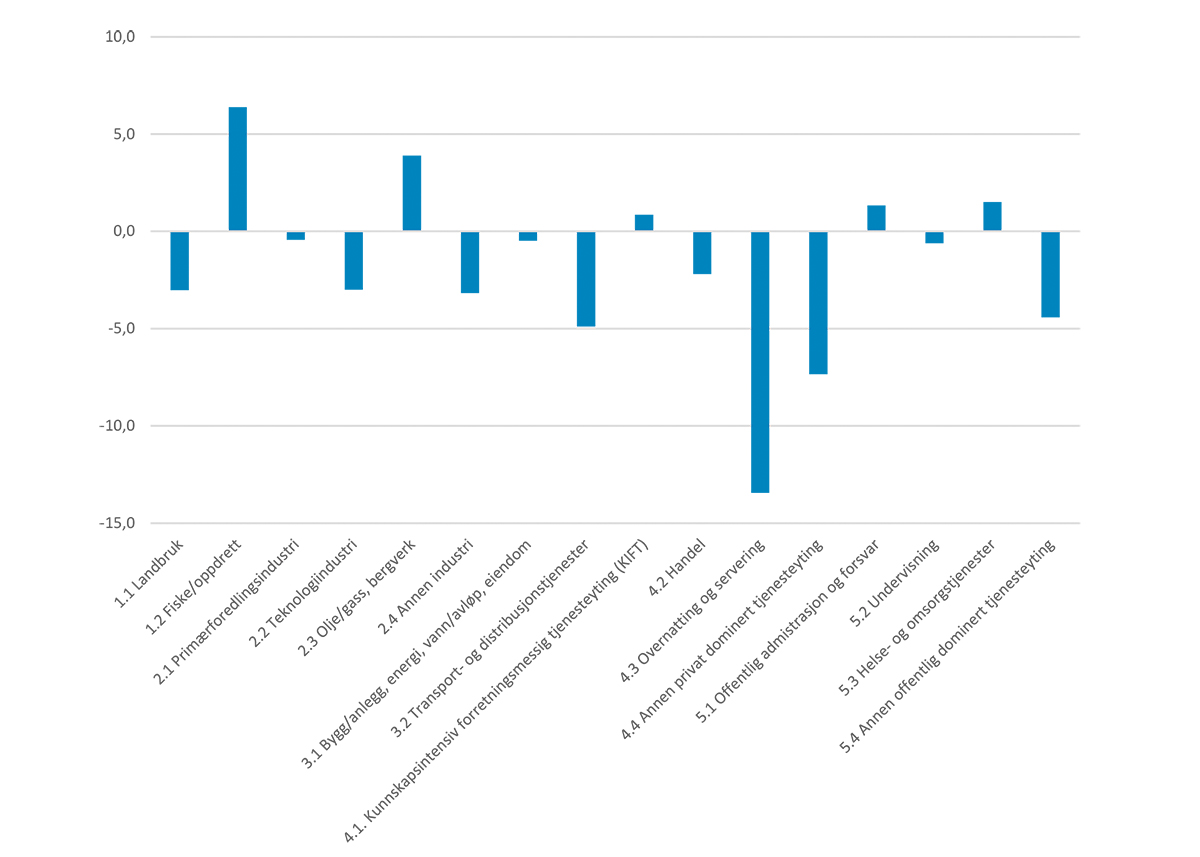 10,0
5,0
0,0
-5,0
-10,0
-15,0
1.1 Landbruk
1.2 Fiske/oppdrett
2.1 Primærforedlingsindustri
2.2 Teknologiindustri
2.3 Olje/gass, bergverk
2.4 Annen industri
3.1 Bygg/anlegg, energi, vann/avløp, eiendom
3.2 Transport- og distribusjonstjenester
4.1. Kunnskapsintensiv forretningsmessig tjenesteyting (KIFT)
4.2 Handel
4.3 Overnatting og servering
4.4 Annen privat dominert tjenesteyting
5.1 Offentlig admistrasjon og forsvar
5.2 Undervisning
5.3 Helse- og omsorgstjenester
5.4 Annen offentlig dominert tjenesteyting